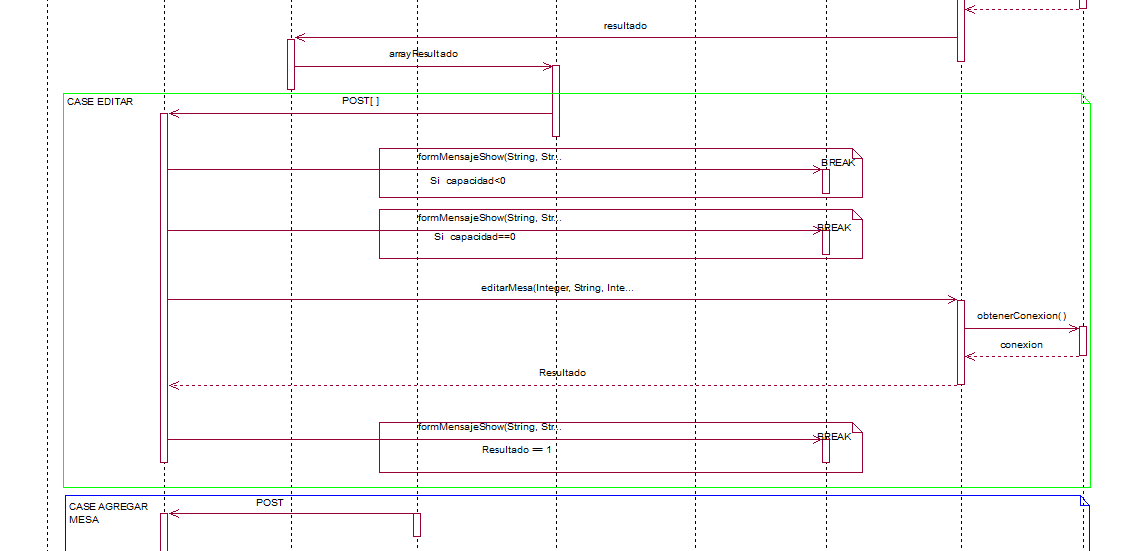 resultado
arrayResultado
CASE EDITAR
POST[ ]
formMensajeShow(String, Str...
BREAK
Si capacidad<0
formMensajeShow(String, Str...
BREAK
Si capacidad==0
editarMesa(Integer, String, Inte...
obtenerConexion( )
conexion
Resultado
formMensajeShow(String, Str...
BREAK
Resultado == 1
CASE AGREGAR
MESA
POST